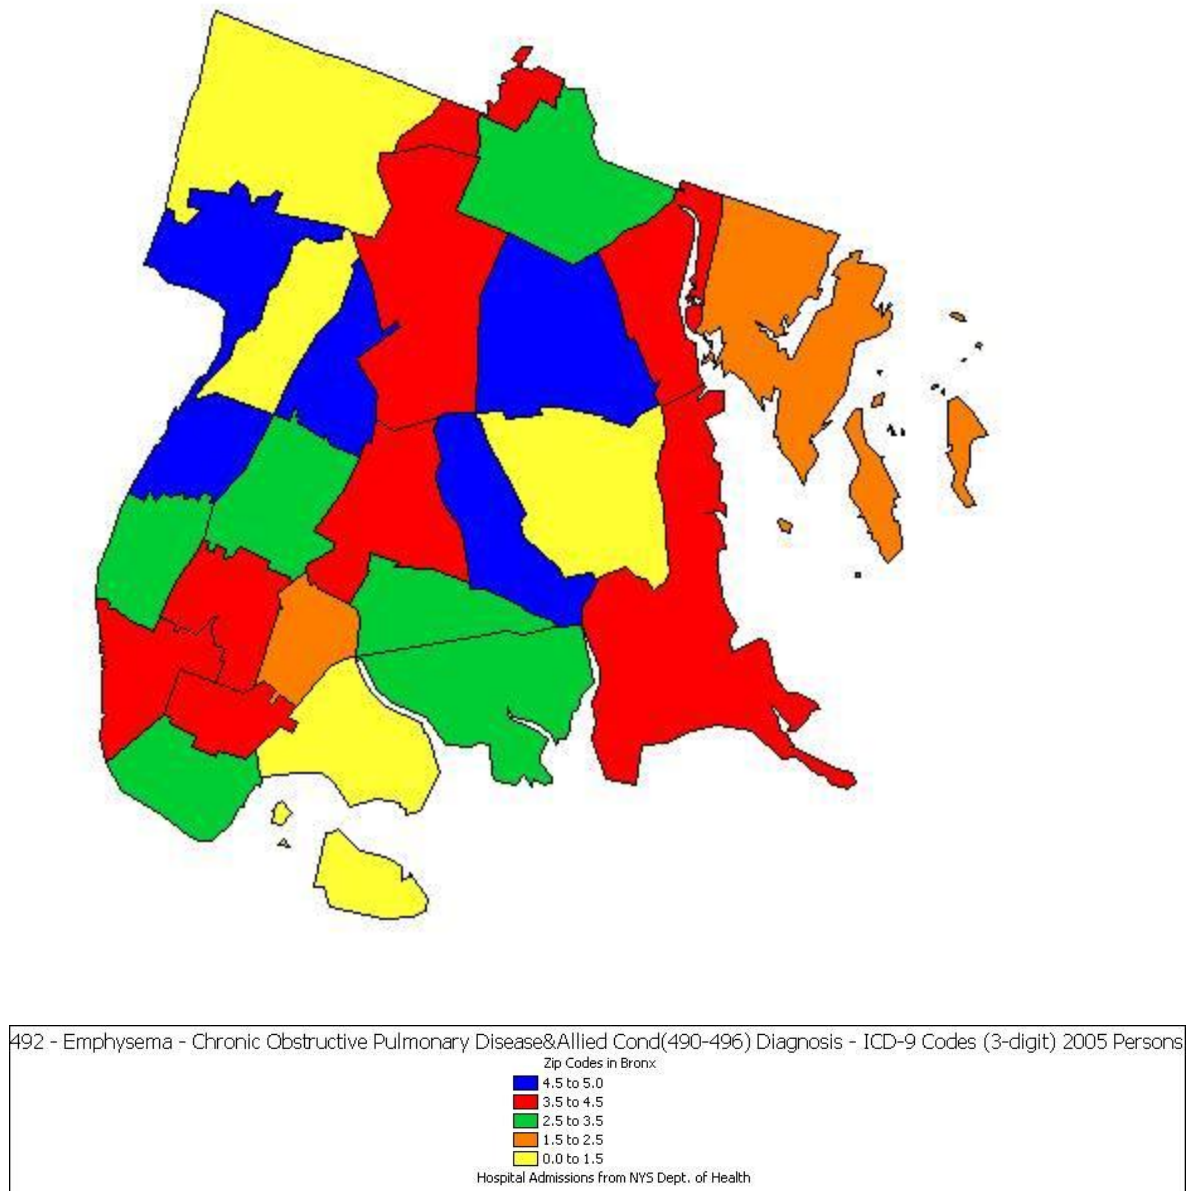 492 - Emphysema - Chronic Obstructive Pulmonary Disease&Allied Cond(490-496) Diagnosis - ICD-9 Codes (3-digit) 2005 Persons
Zip Codes in Bronx
4.5 to 5.0
3.5 to 4.5
2.5 to 3.5
1.5 to 2.5
0.0 to 1.5
Hospital Admissions from NYS Dept. of Health